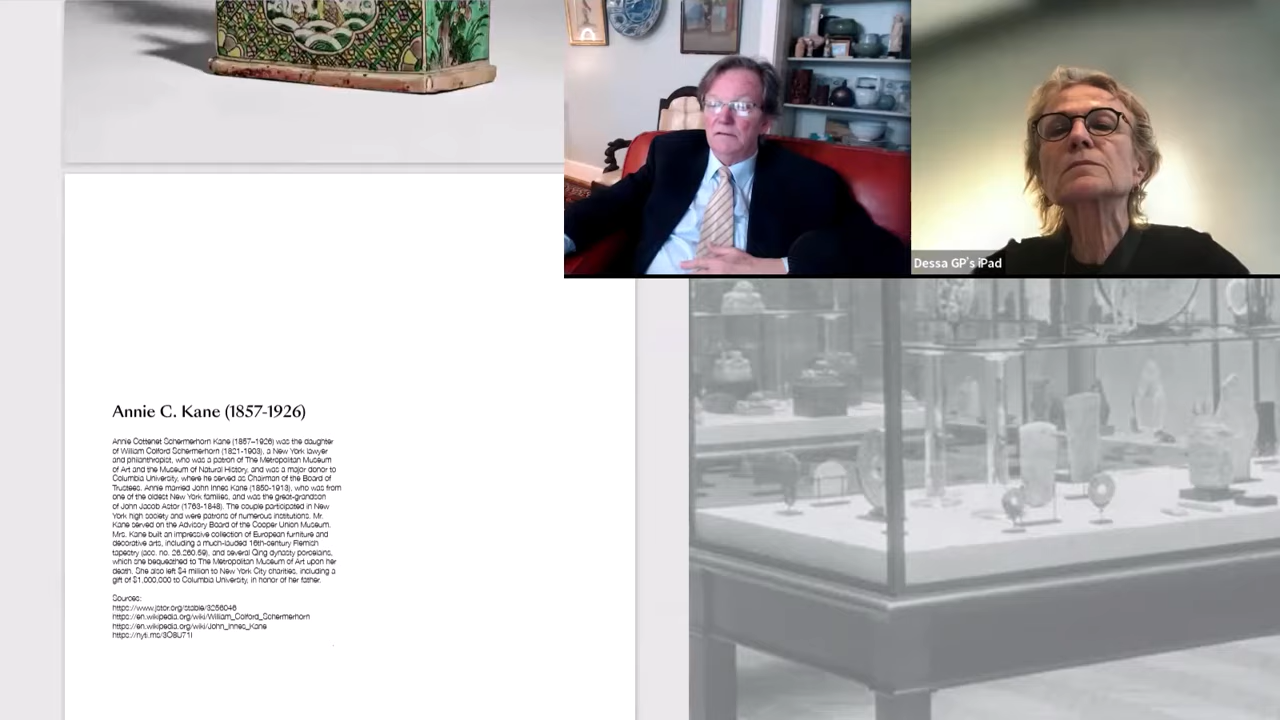 Dessa GP's iPad
Annie C. Kane (1857-1926)
Annie Cottenet Schermerhorn Kane (1857–1926) was the daughter
of William Colford Schermerhorn (1821-1903), a New York lawyer
and philanthropist, who was a patron of The Metropolitan Museum
of Art and the Museum of Natural History, and was a major donor to
Columbia University, where he served as Chairman of the Board of
Trustees. Annie married John Innes Kane (1850-1913), who was from
one of the oldest New York families, and was the great-grandson
of John Jacob Astor (1763-1848). The couple participated in New
York high society and were patrons of numerous institutions. Mr.
Kane served on the Advisory Board of the Cooper Union Museum.
Mrs. Kane built an impressive collection of European furniture and
decorative arts, including a much-lauded 16th-century Flemish
tapestry (acc. no. 26.260.59), and several Qing dynasty porcelains,
which she bequeathed to The Metropolitan Museum of Art upon her
death. She also left $4 million to New York City charities, including a
gift of $1,000,000 to Columbia University, in honor of her father.
Sources:
https://www.jstor.org/stable/3256046
https://en.wikipedia.org/wiki/William_Colford_Schermerhorn
https://en.wikipedia.org/wiki/John_Innes_Kane
https://nyti.ms/3O8U71I